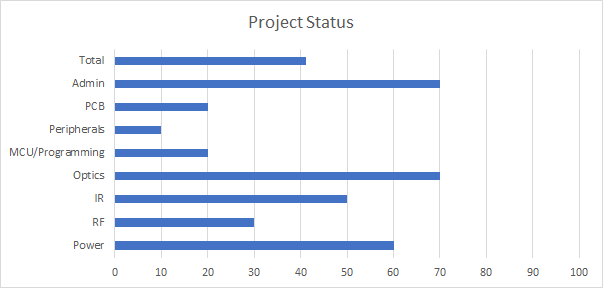 Project Status
Total
Admin
PCB
Peripherals
MCU/Programming
Optics
IR
RF
Power
0 10 20 30 40 50 60 70 80 90 100